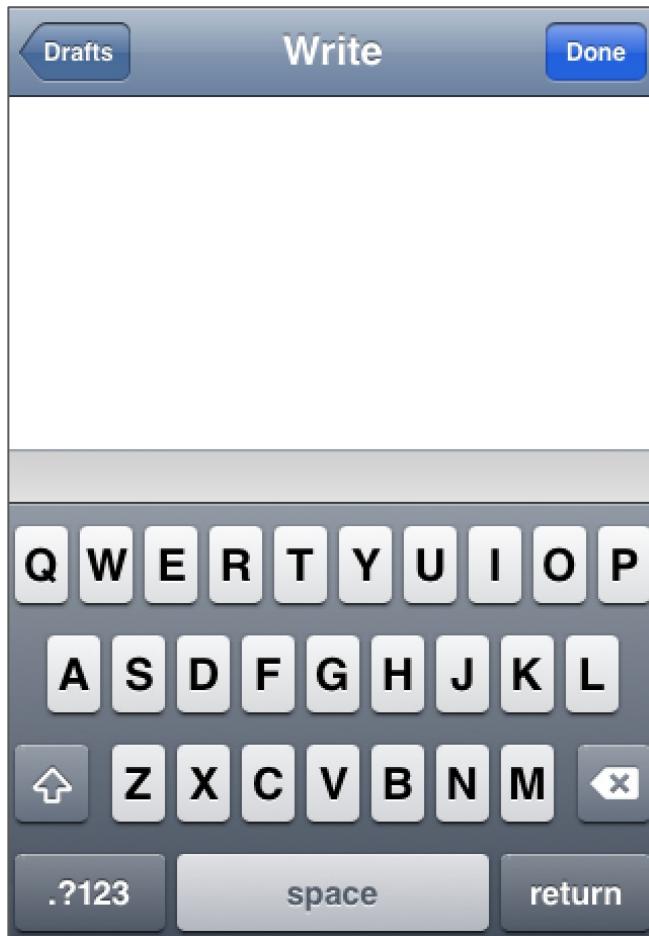 Drafts Write Done
Q W E R T Y U I O P
A S D F G H J K L
Z X C V B N M
.?123 space return